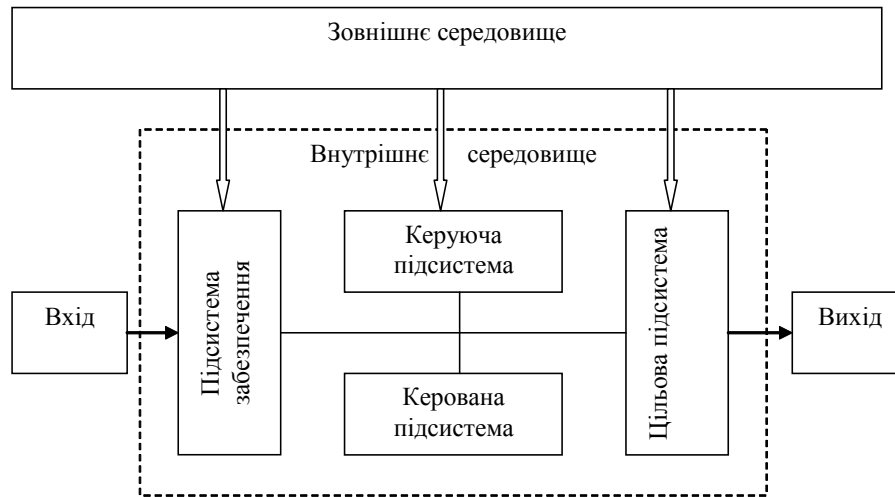 Зовнішнє середовище
Внутрішнє середовище
Керуюча
підсистема
Вхід
Підсистема
забезпечення
Цільова підсистема
Вихід
Керована
підсистема